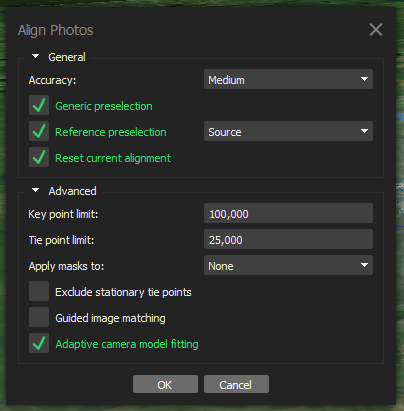 Align Photos
General
Accuracy: Medium
Generic preselection
Reference preselection Source
Reset current alignment
Advanced
Key point limit: 100,000
Tie point limit: 25,000
Apply masks to: None
Exclude stationary tie points
Guided image matching
Adaptive camera model fitting
OK Cancel